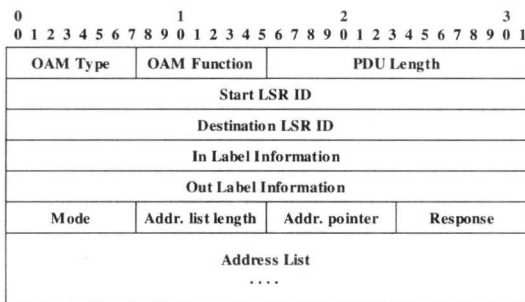 0 1 2 3
0 1 2 3 4 5 6 7 8 9 0 1 2 3 4 5 6 7 8 9 0 1 2 3 4 5 6 7 8 9 0 1
OAM Type OAM Function PDU Length
Start LSR ID
Destination LSR ID
In Label Information
Out Label Information
Mode Addr. list length Addr. pointer Response
Address List
. . . .